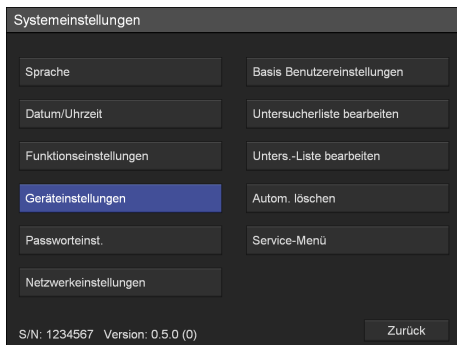 Systemeinstellungen
Sprache
Datum/Uhrzeit
Funktionseinstellungen
Geräteinstellungen
Passworteinst.
Netzwerkeinstellungen
Basis Benutzereinstellungen
Untersucherliste bearbeiten
Unters.-Liste bearbeiten
Autom. löschen
Service-Menü
S/N: 1234567 Version: 0.5.0 (0)
Zurück